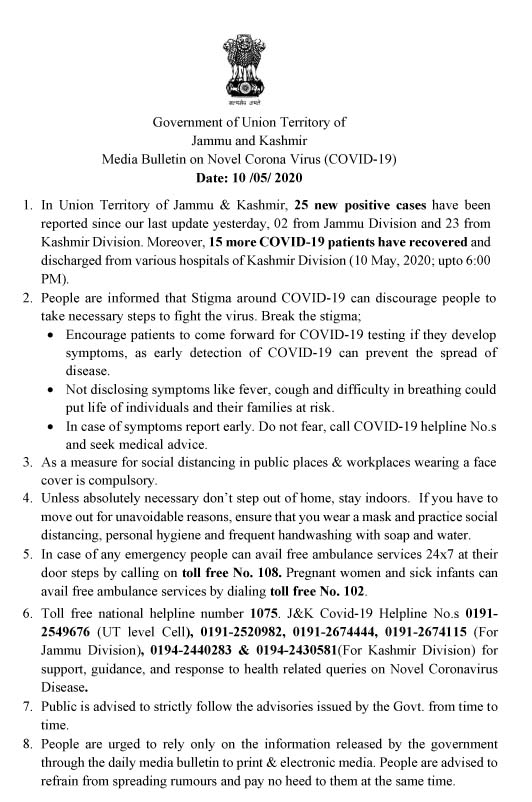 सत्यमेव जयते
Government of Union Territory of
Jammu and Kashmir
Media Bulletin on Novel Corona Virus (COVID-19)
Date: 10 /05/ 2020
1. In Union Territory of Jammu & Kashmir, 25 new positive cases have been
reported since our last update yesterday, 02 from Jammu Division and 23 from
Kashmir Division. Moreover, 15 more COVID-19 patients have recovered and
discharged from various hospitals of Kashmir Division (10 May, 2020; upto 6:00
PM).
2. People are informed that Stigma around COVID-19 can discourage people to
take necessary steps to fight the virus. Break the stigma;
• Encourage patients to come forward for COVID-19 testing if they develop
symptoms, as early detection of COVID-19 can prevent the spread of
disease.
• Not disclosing symptoms like fever, cough and difficulty in breathing could
put life of individuals and their families at risk.
• In case of symptoms report early. Do not fear, call COVID-19 helpline No.s
and seek medical advice.
3. As a measure for social distancing in public places & workplaces wearing a face
cover is compulsory.
4. Unless absolutely necessary don't step out of home, stay indoors. If you have to
move out for unavoidable reasons, ensure that you wear a mask and practice social
distancing, personal hygiene and frequent handwashing with soap and water.
5. In case of any emergency people can avail free ambulance services 24x7 at their
door steps by calling on toll free No. 108. Pregnant women and sick infants can
avail free ambulance services by dialing toll free No. 102.
6. Toll free national helpline number 1075. J&K Covid-19 Helpline No.s 0191-
2549676 (UT level Cell), 0191-2520982, 0191-2674444, 0191-2674115 (For
Jammu Division), 0194-2440283 & 0194-2430581(For Kashmir Division) for
support, guidance, and response to health related queries on Novel Coronavirus
Disease.
7. Public is advised to strictly follow the advisories issued by the Govt. from time to
time.
8. People are urged to rely only on the information released by the government
through the daily media bulletin to print & electronic media. People are advised to
refrain from spreading rumours and pay no heed to them at the same time.